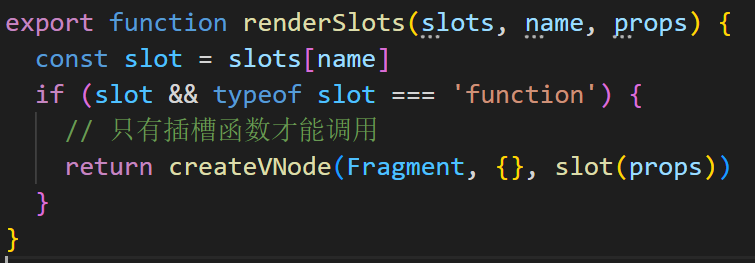 export function renderSlots(slots, name, props) {
const slot = slots[name]
if (slot && typeof slot === 'function') {
// 只有插槽函数才能调用
return createVNode(Fragment, {}, slot(props))
}
}